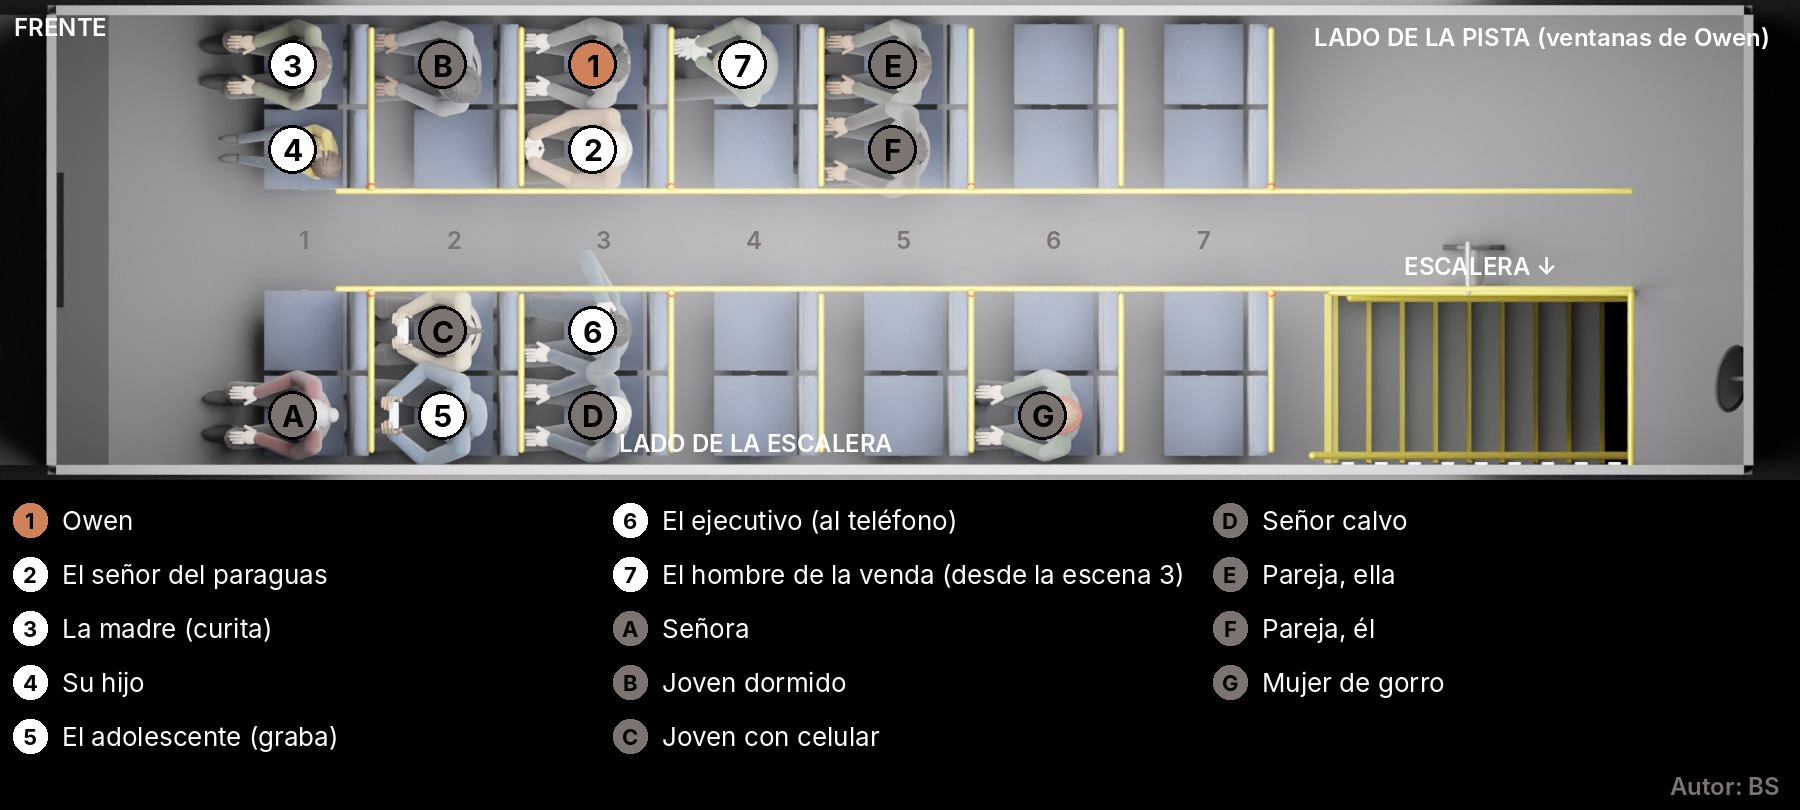 FRENTE
LADO DE LA PISTA (ventanas de Owen)
3 B 1 7 E
4 2 F
1 2 3 4 5 6 7
ESCALERA ↓
C 6
A 5 D G
LADO DE LA ESCALERA
1 Owen
2 El señor del paraguas
3 La madre (curita)
4 Su hijo
5 El adolescente (graba)
6 El ejecutivo (al teléfono)
7 El hombre de la venda (desde la escena 3)
A Señora
B Joven dormido
C Joven con celular
D Señor calvo
E Pareja, ella
F Pareja, él
G Mujer de gorro
Autor: BS